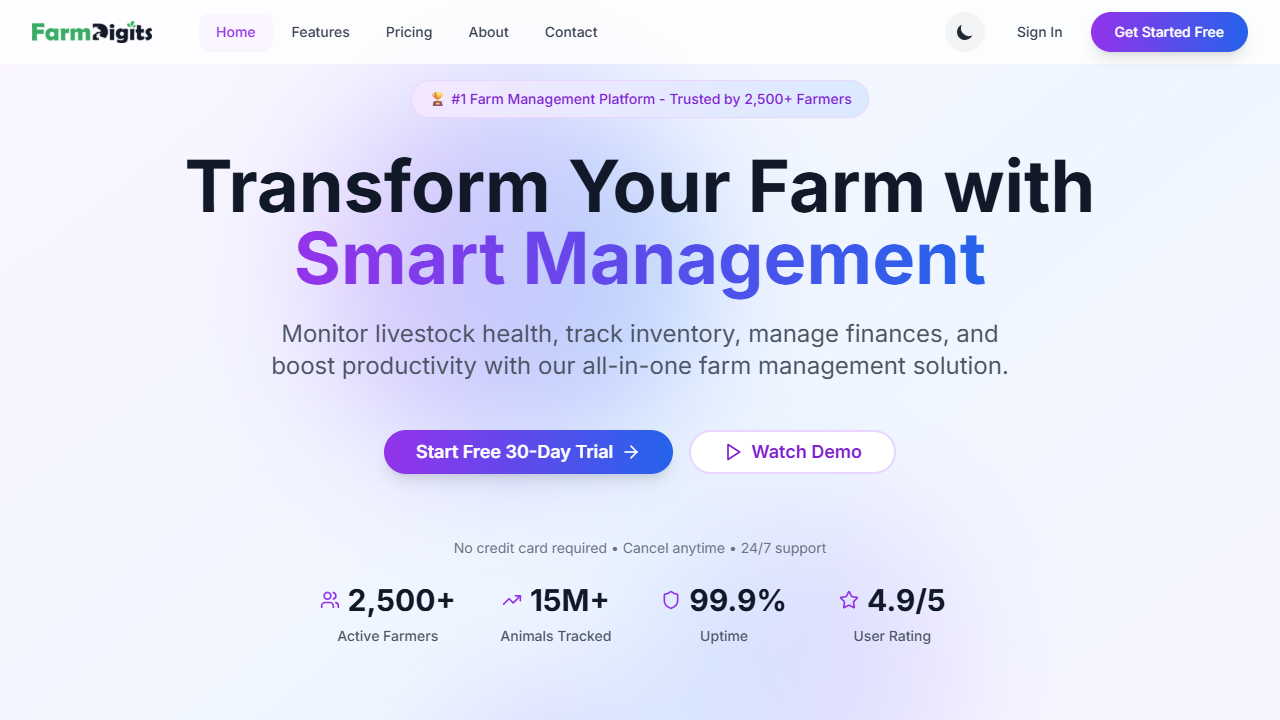 FarmDigits
Home
Features
Pricing
About
Contact
Sign In
Get Started Free
#1 Farm Management Platform - Trusted by 2,500+ Farmers
Transform Your Farm with
Smart Management
Monitor livestock health, track inventory, manage finances, and
boost productivity with our all-in-one farm management solution.
Start Free 30-Day Trial
Watch Demo
No credit card required • Cancel anytime • 24/7 support
2,500+
Active Farmers
15M+
Animals Tracked
99.9%
Uptime
4.9/5
User Rating